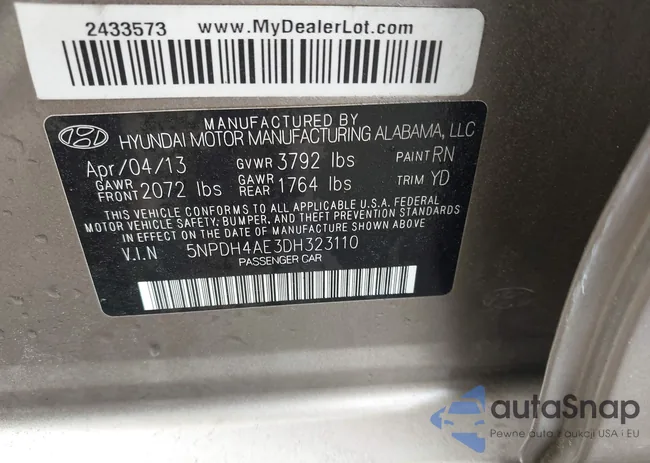 2433573 www.MyDealerLot.com
MANUFACTURED BY
HYUNDAI MOTOR MANUFACTURING ALABAMA, LLC
Apr/04/13 GVWR 3792 lbs PAINT RN
GAWR FRONT 2072 lbs GAWR REAR 1764 lbs TRIM YD
THIS VEHICLE CONFORMS TO ALL APPLICABLE U.S.A. FEDERAL
MOTOR VEHICLE SAFETY, BUMPER, AND THEFT PREVENTION STANDARDS
IN EFFECT ON THE DATE OF MANUFACTURE SHOWN ABOVE
V.I.N 5NPDH4AE3DH323110
PASSENGER CAR
autaSnap
Pewne auta z aukcji USA i EU